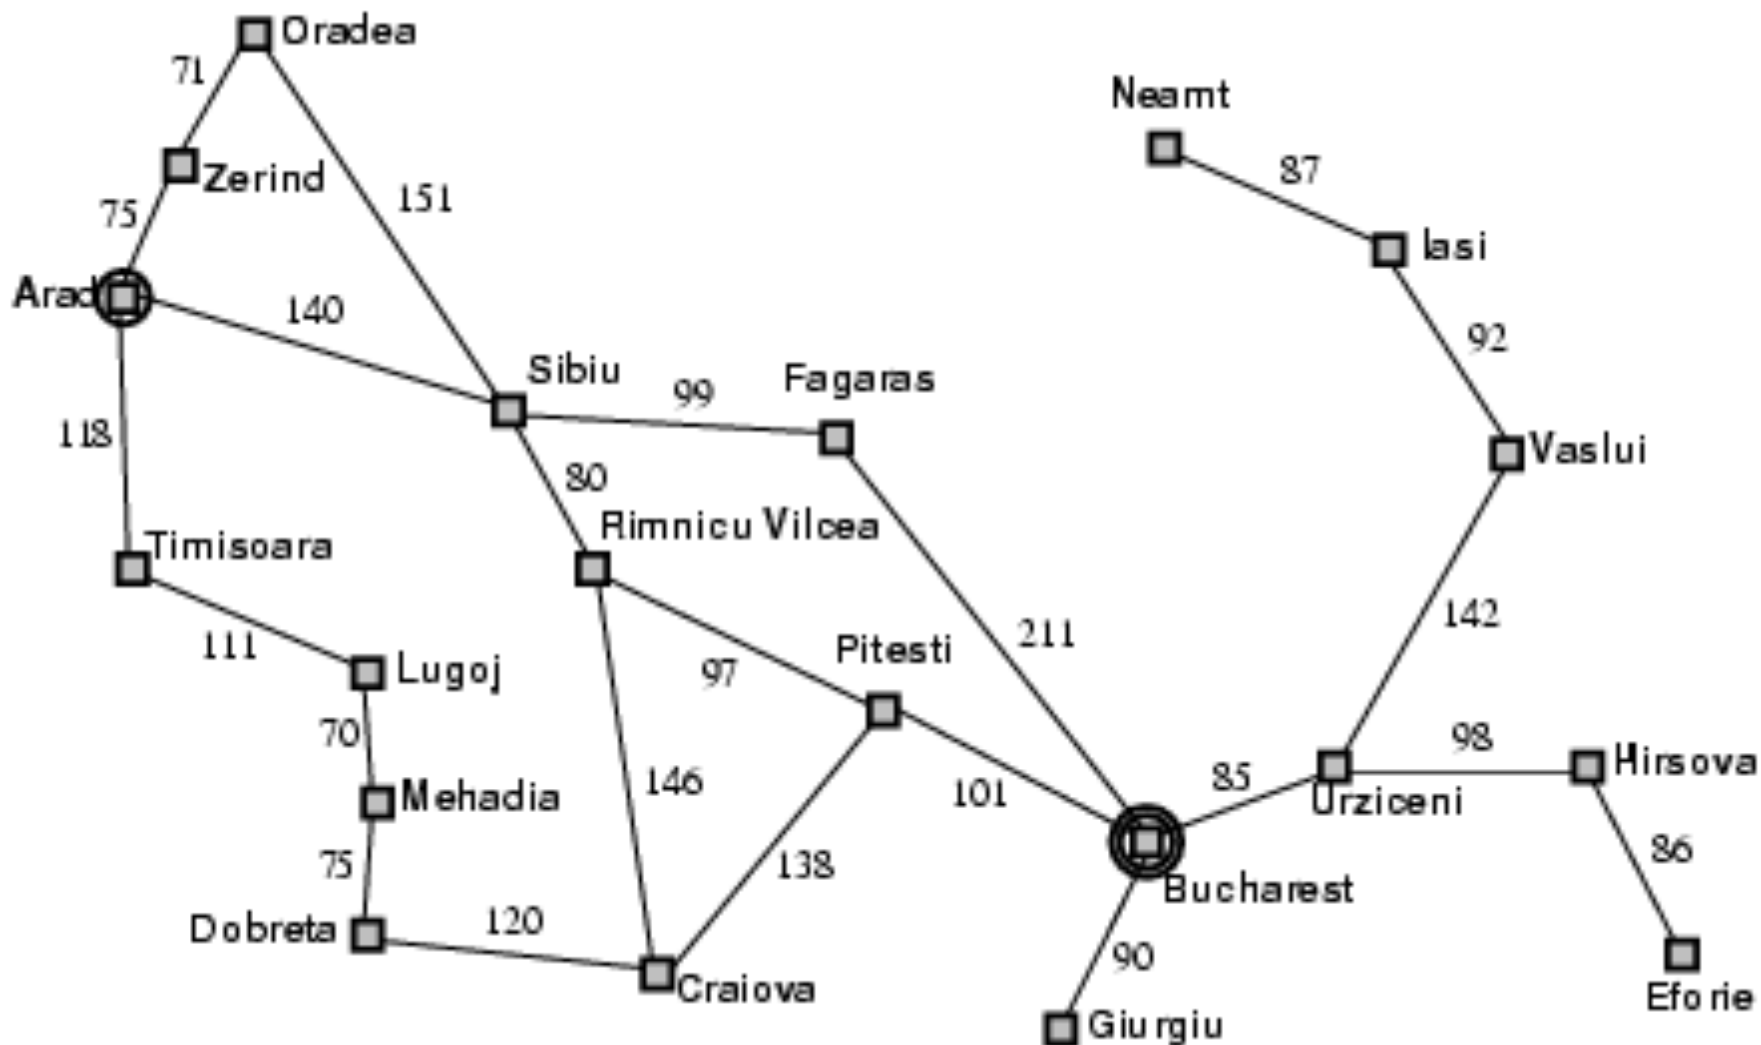 Oradea
71
Neamt
87
Zerind
151
75
Iasi
Arad
140
92
Sibiu
Fagaras
99
118
Vaslui
80
Rimnicu Vilcea
Timisoara
142
211
111
Pitesti
Lugoj
97
70
98
Hirsova
146
85
Mehadia
101
Urziceni
138
86
75
Bucharest
120
Dobreta
90
Craiova
Eforie
Giurgiu